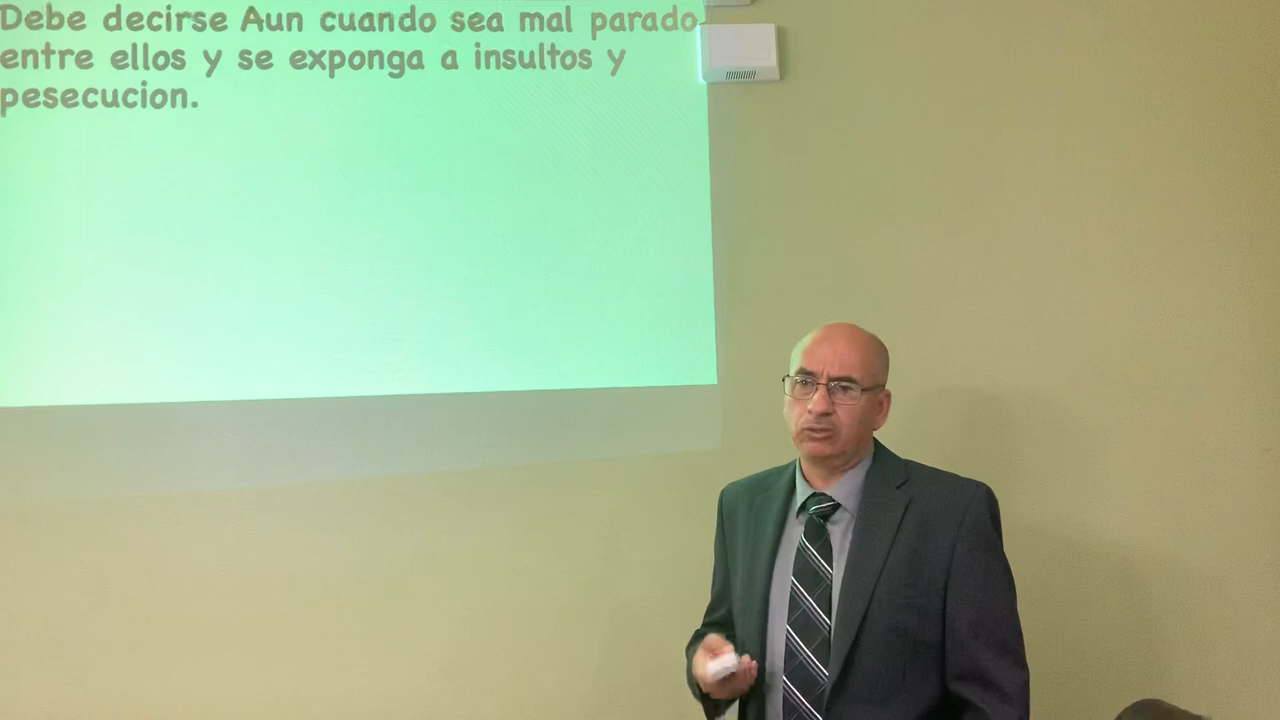 Debe decirse Aun cuando sea mal parado
entre ellos y se exponga a insultos y
pesecucion.